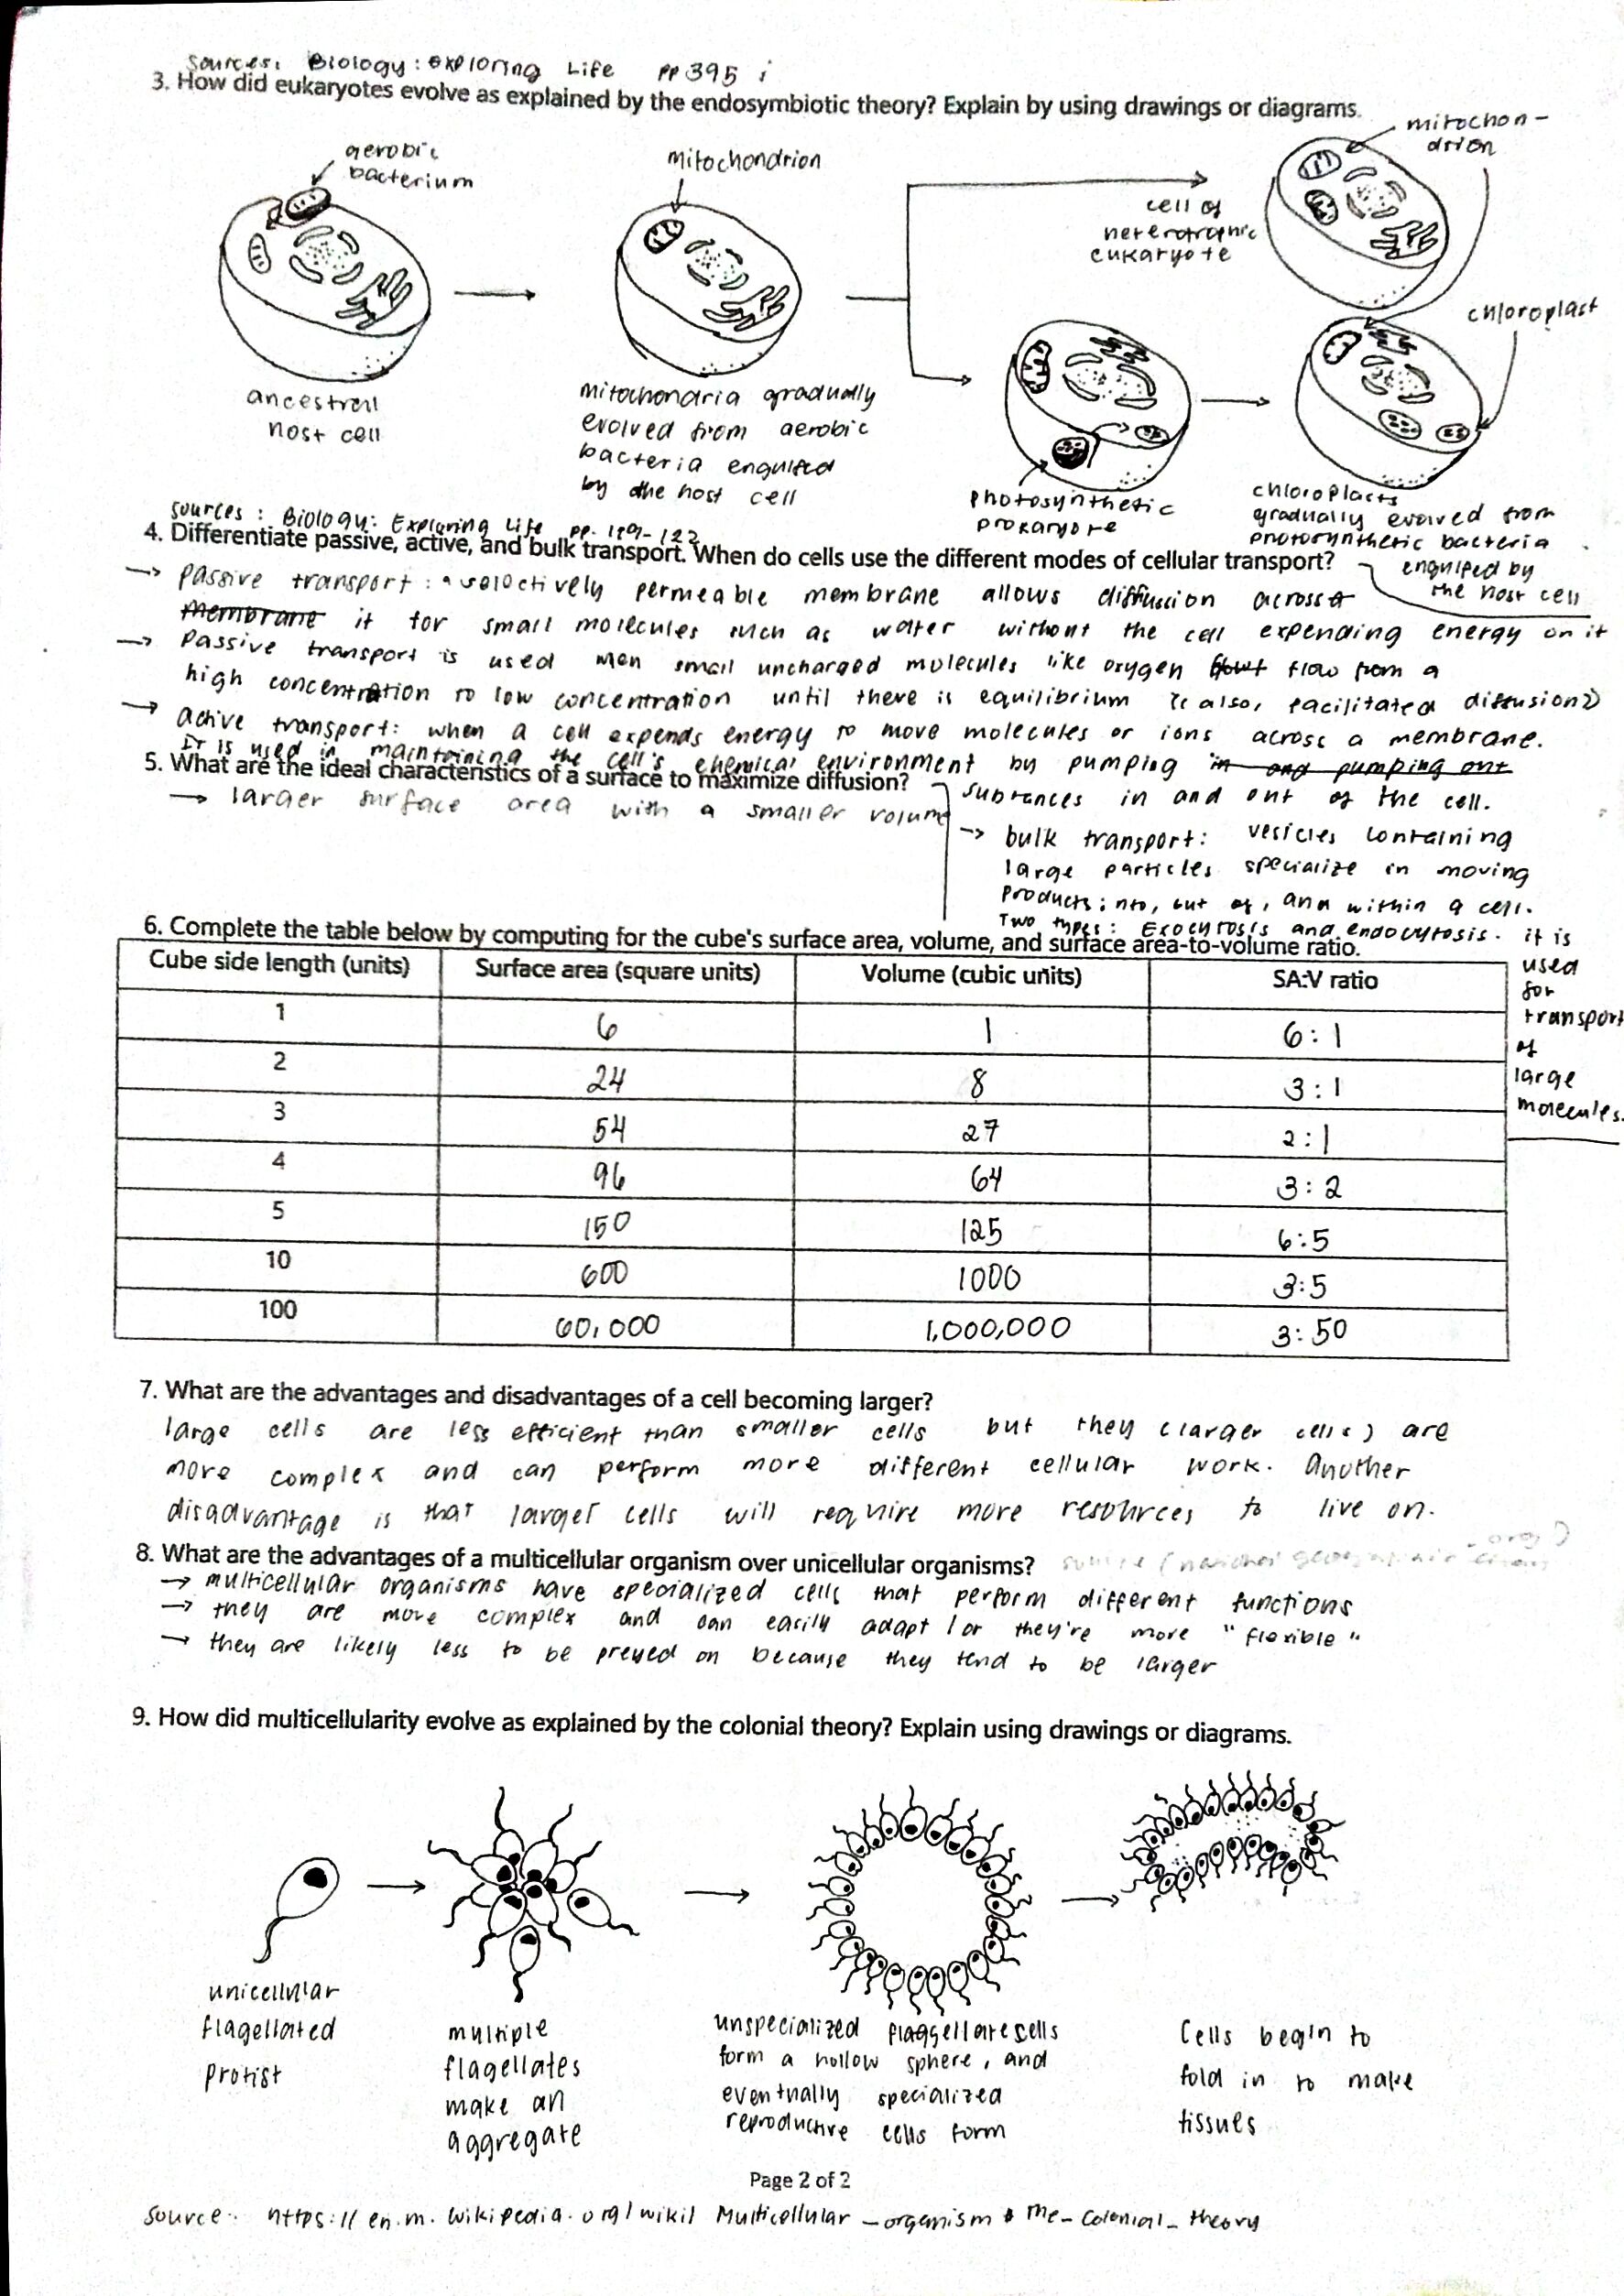 Sources: Biology: exploring Life pp 395 ;
3. How did eukaryotes evolve as explained by the endosymbiotic theory? Explain by using drawings or diagrams.
aerobic
bacterium
ancestral
host cell
mitochondrion
mitochondria gradually
evolved from aerobic
bacteria engulfed
by the host cell
cell of
heterotrophic
eukaryote
mitochon-
drion
chloroplast
photosynthetic
prokaryote
chloroplasts
gradually evolved from
photosynthetic bacteria
engulped by
the host cell
sources: Biology: Exploring Life pp.
4. Differentiate passive, active, and bulk transport. When do cells use the different modes of cellular transport?
→ passive transport: a selectively permeable membrane allows diffusion across a
membrane it for small molecules such as water without the cell expending energy on it
→ Passive transport is used when small uncharged molecules like oxygen flow from a
high concentration to low concentration until there is equilibrium (also, facilitated diffusion)
→ active transport: when a cell expends energy to move molecules or ions across a membrane.
It is used in maintaining the cell's chemical environment by pumping in and pumping out
substances in and out of the cell.
5. What are the ideal characteristics of a surface to maximize diffusion?
→ larger surface area with a smaller volume
→ bulk transport: vesicles containing
large particles specialize in moving
products into, out of, and within a cell.
Two types: Exocytosis and endocytosis. it is
used
for
transport
of
large
molecules.
6. Complete the table below by computing for the cube's surface area, volume, and surface area-to-volume ratio.
Cube side length (units) Surface area (square units) Volume (cubic units) SA:V ratio
1 6 1 6:1
2 24 8 3:1
3 54 27 2:1
4 96 64 3:2
5 150 125 6:5
10 600 1000 3:5
100 60,000 1,000,000 3:50
7. What are the advantages and disadvantages of a cell becoming larger?
large cells are less efficient than smaller cells but they (larger cells) are
more complex and can perform more different cellular work. Another
disadvantage is that larger cells will require more resources to live on.
8. What are the advantages of a multicellular organism over unicellular organisms?
→ multicellular organisms have specialized cells that perform different functions
→ they are more complex and can easily adapt / or they're more "flexible"
→ they are likely less to be preyed on because they tend to be larger
9. How did multicellularity evolve as explained by the colonial theory? Explain using drawings or diagrams.
unicellular
flagellated
protist
multiple
flagellates
make an
aggregate
unspecialized flaggellate cells
form a hollow sphere, and
eventually specialized
reproductive cells form
Cells begin to
fold in to make
tissues
Page 2 of 2
Source: https://en.m.wikipedia.org/wiki/Multicellular_organism#The_Colonial_theory